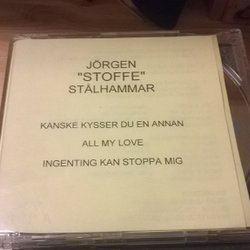 JÖRGEN
"STOFFE"
STÅLHAMMAR
KANSKE KYSSER DU EN ANNAN
ALL MY LOVE
INGENTING KAN STOPPA MIG